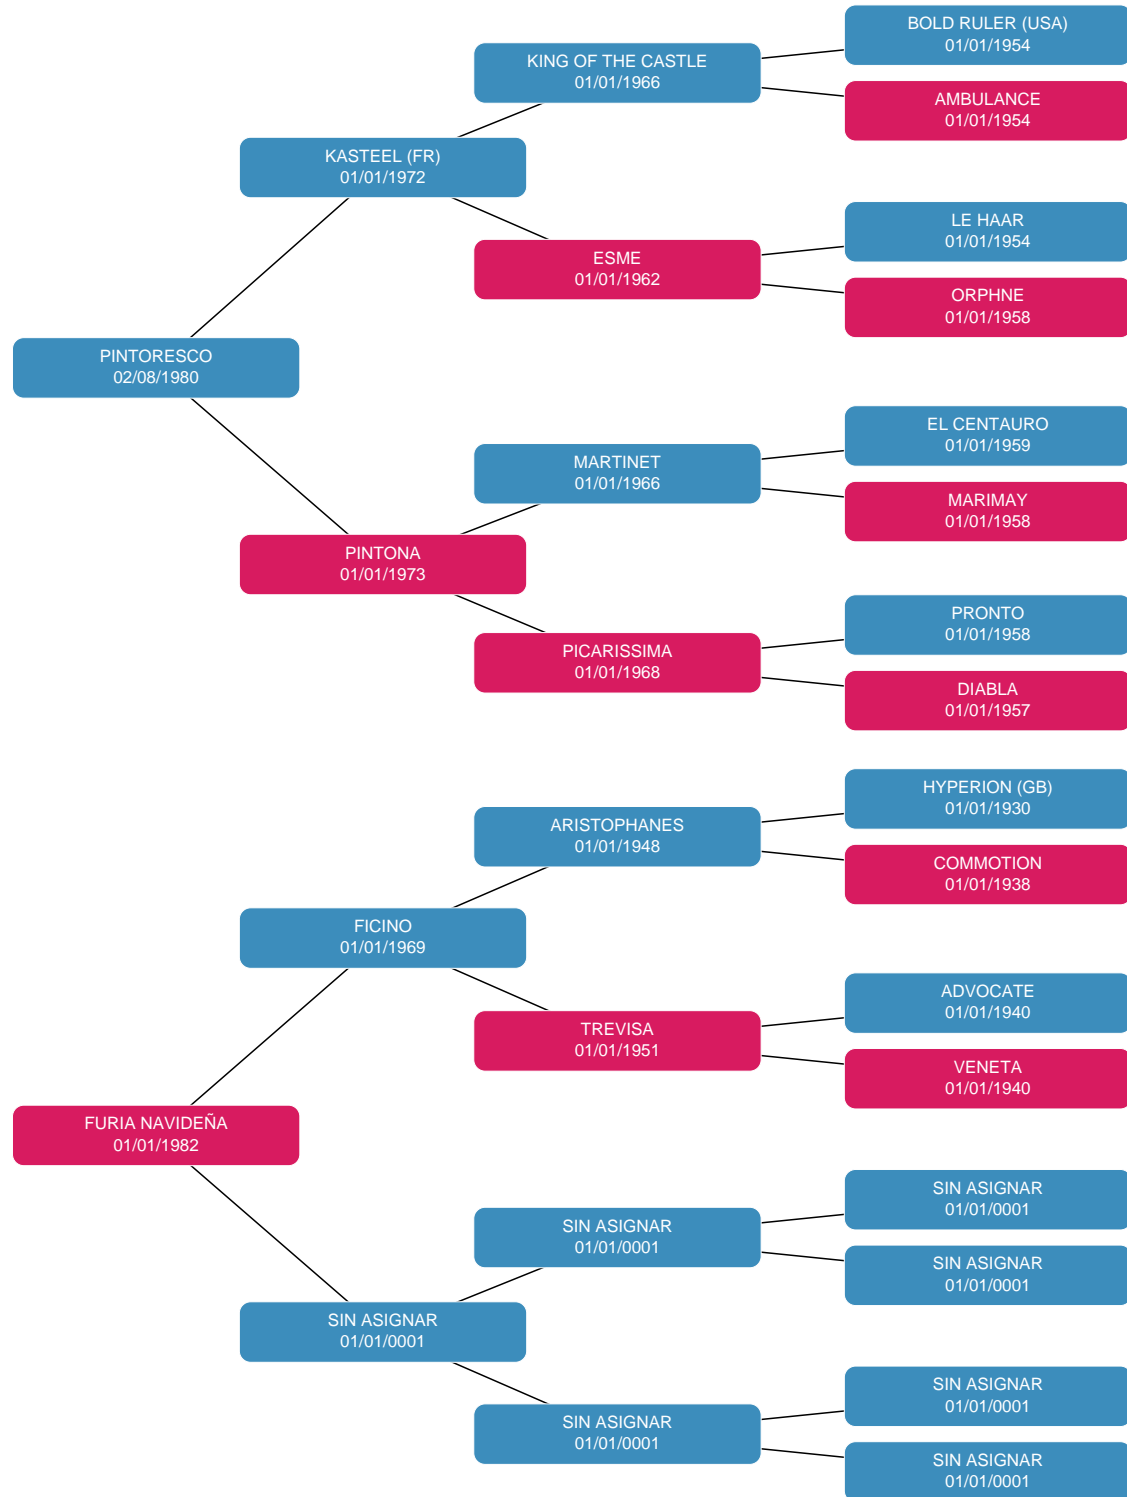 BOLD RULER (USA)
01/01/1954
KING OF THE CASTLE
01/01/1966
AMBULANCE
01/01/1954
KASTEEL (FR)
01/01/1972
LE HAAR
01/01/1954
ESME
01/01/1962
ORPHNE
01/01/1958
PINTORESCO
02/08/1980
EL CENTAURO
01/01/1959
MARTINET
01/01/1966
MARIMAY
01/01/1958
PINTONA
01/01/1973
PRONTO
01/01/1958
PICARISSIMA
01/01/1968
DIABLA
01/01/1957
HYPERION (GB)
01/01/1930
ARISTOPHANES
01/01/1948
COMMOTION
01/01/1938
FICINO
01/01/1969
ADVOCATE
01/01/1940
TREVISA
01/01/1951
VENETA
01/01/1940
FURIA NAVIDEÑA
01/01/1982
SIN ASIGNAR
01/01/0001
SIN ASIGNAR
01/01/0001
SIN ASIGNAR
01/01/0001
SIN ASIGNAR
01/01/0001
SIN ASIGNAR
01/01/0001
SIN ASIGNAR
01/01/0001
SIN ASIGNAR
01/01/0001